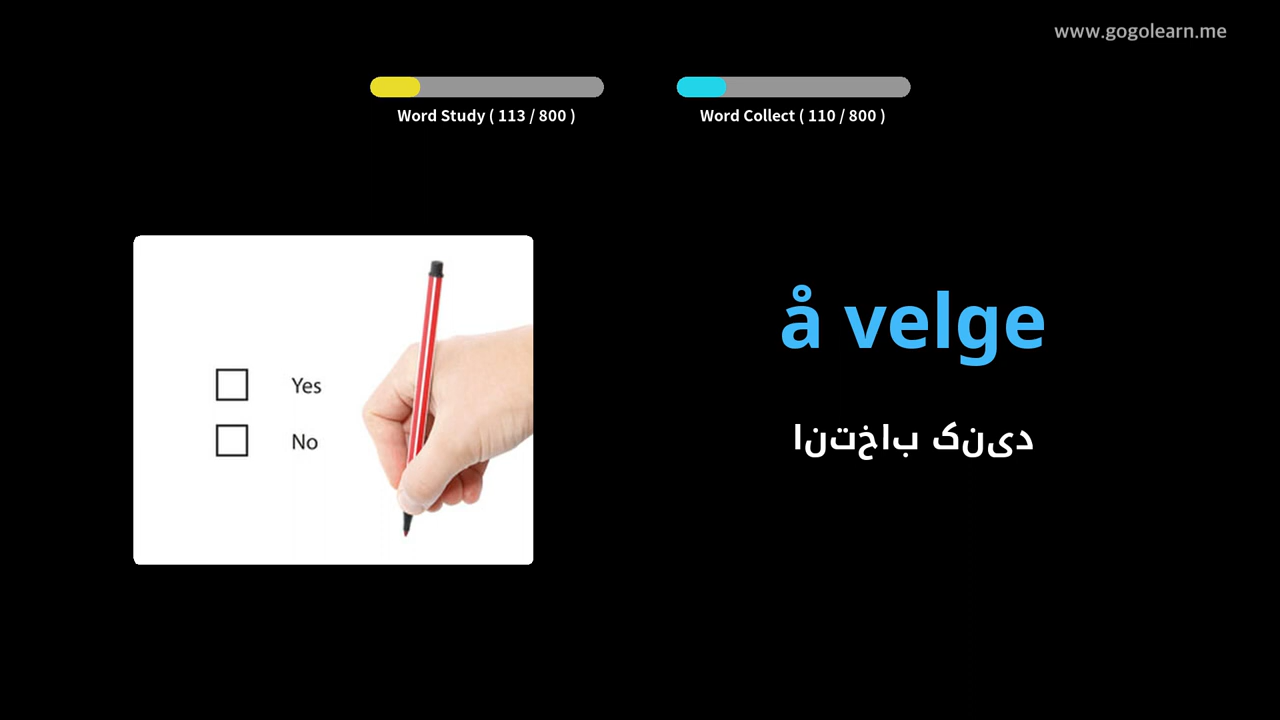 www.gogolearn.me
Word Study ( 113 / 800 )
Word Collect ( 110 / 800 )
Yes
No
å velge
انتخاب کنید